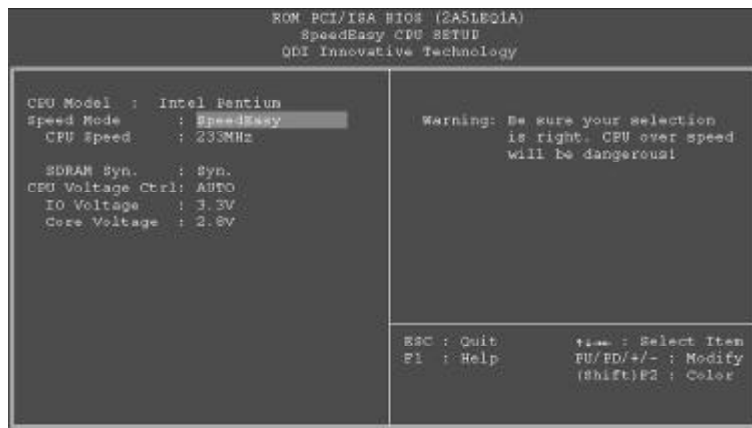 ROM PCI/ISA BIOS (2A5LEQ1A)
SpeedEasy CPU SETUP
QDI Innovative Technology
CPU Model : Intel Pentium
Speed Mode : SpeedEasy
CPU Speed : 233MHz
SDRAM Syn. : Syn.
CPU Voltage Ctrl: AUTO
IO Voltage : 3.3V
Core Voltage : 2.8V
Warning: Be sure your selection
is right. CPU over speed
will be dangerous!
ESC : Quit ↑↓→← : Select Item
F1 : Help PU/PD/+/- : Modify
(Shift)F2 : Color